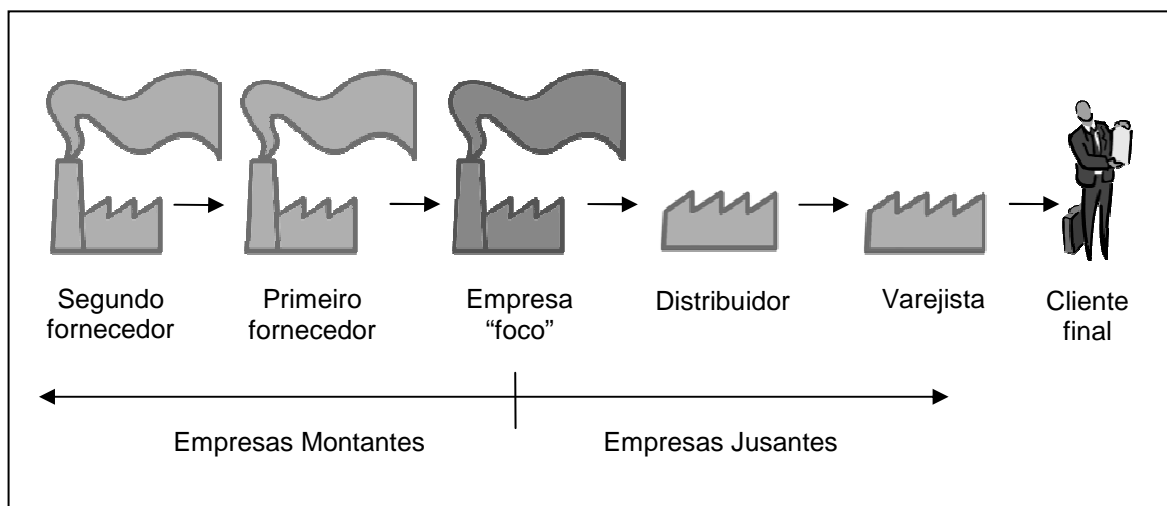 Segundo
fornecedor
Primeiro
fornecedor
Empresa
“foco”
Distribuidor
Varejista
Cliente
final
Empresas Montantes
Empresas Jusantes